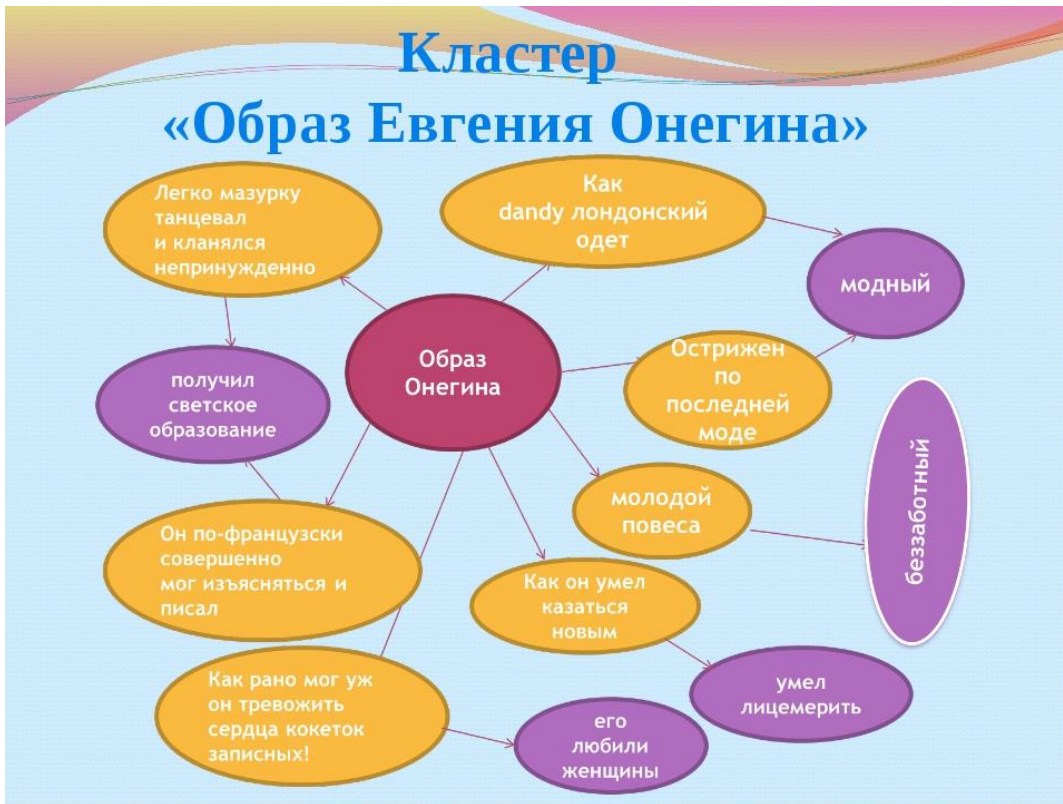 Кластер
«Образ Евгения Онегина»
Легко мазурку
танцевал
и кланялся
непринужденно
Как
dandy лондонский
одет
модный
Образ
Онегина
Острижен
по
последней
моде
получил
светское
образование
беззаботный
молодой
повеса
Он по-французски
совершенно
мог изъясняться и
писал
Как он умел
казаться
новым
Как рано мог уж
он тревожить
сердца кокеток
записных!
умел
лицемерить
его
любили
женщины